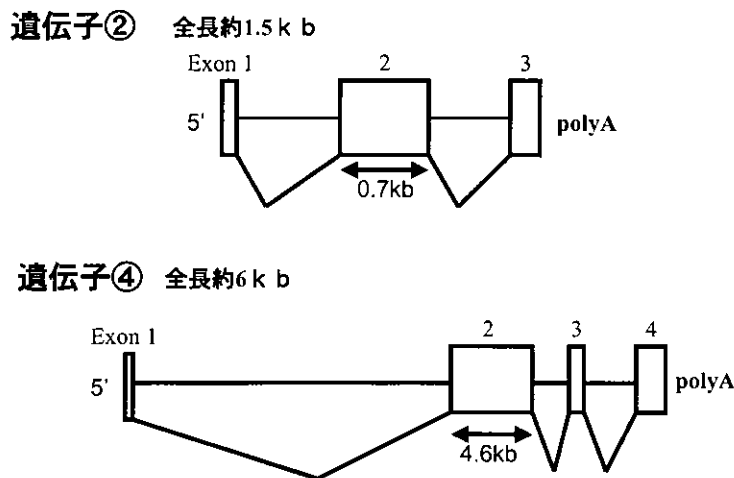 遺伝子② 全長約1.5ｋｂ
Exon 1 2 3
5' polyA
0.7kb
遺伝子④ 全長約6ｋｂ
Exon 1 2 3 4
5' polyA
4.6kb